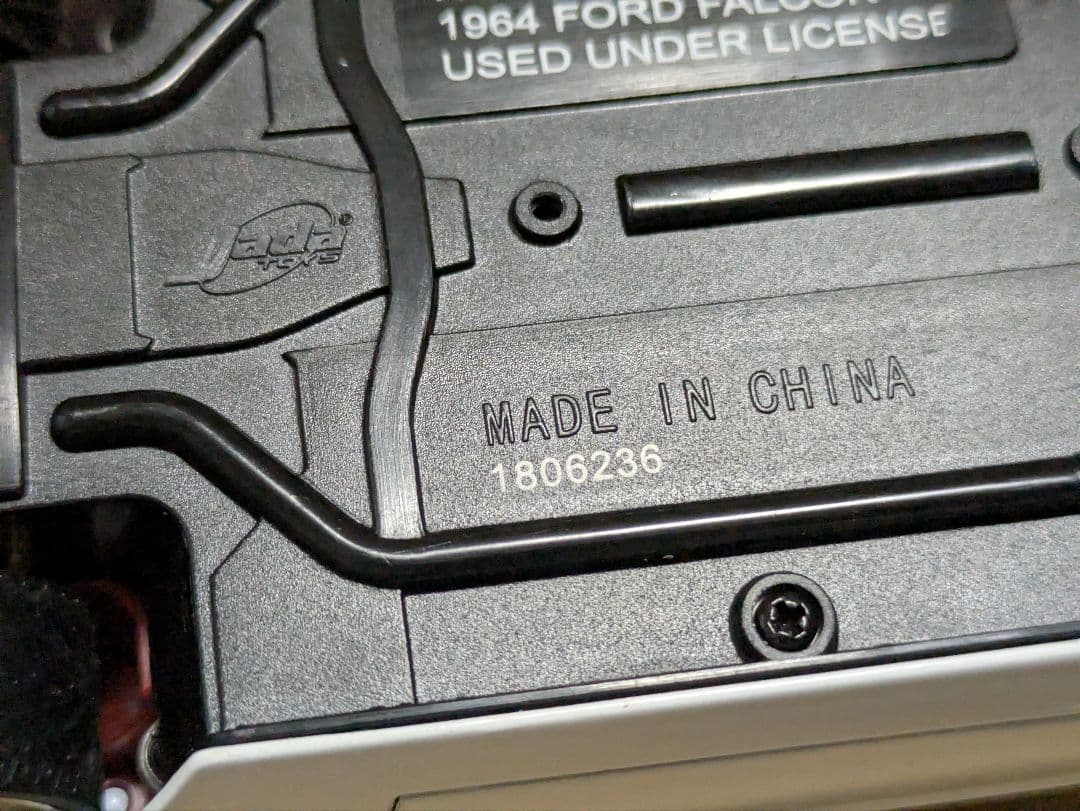 1964 FORD FALCON
USED UNDER LICENSE
jada®
TOYS
MADE IN CHINA
1806236